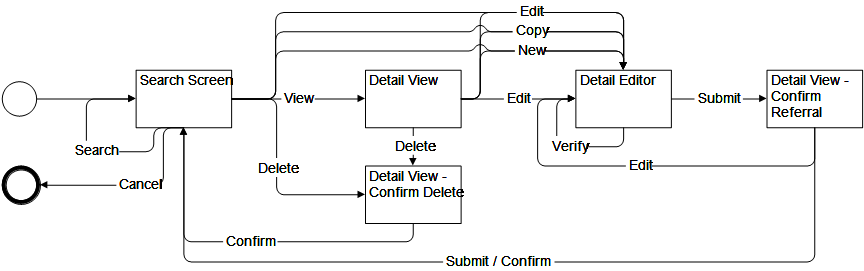 Edit
Copy
New
Search Screen
Detail View
Detail Editor
Detail View -
Confirm
Referral
View
Edit
Submit
Search
Delete
Verify
Delete
Edit
Detail View -
Confirm Delete
Cancel
Confirm
Submit / Confirm